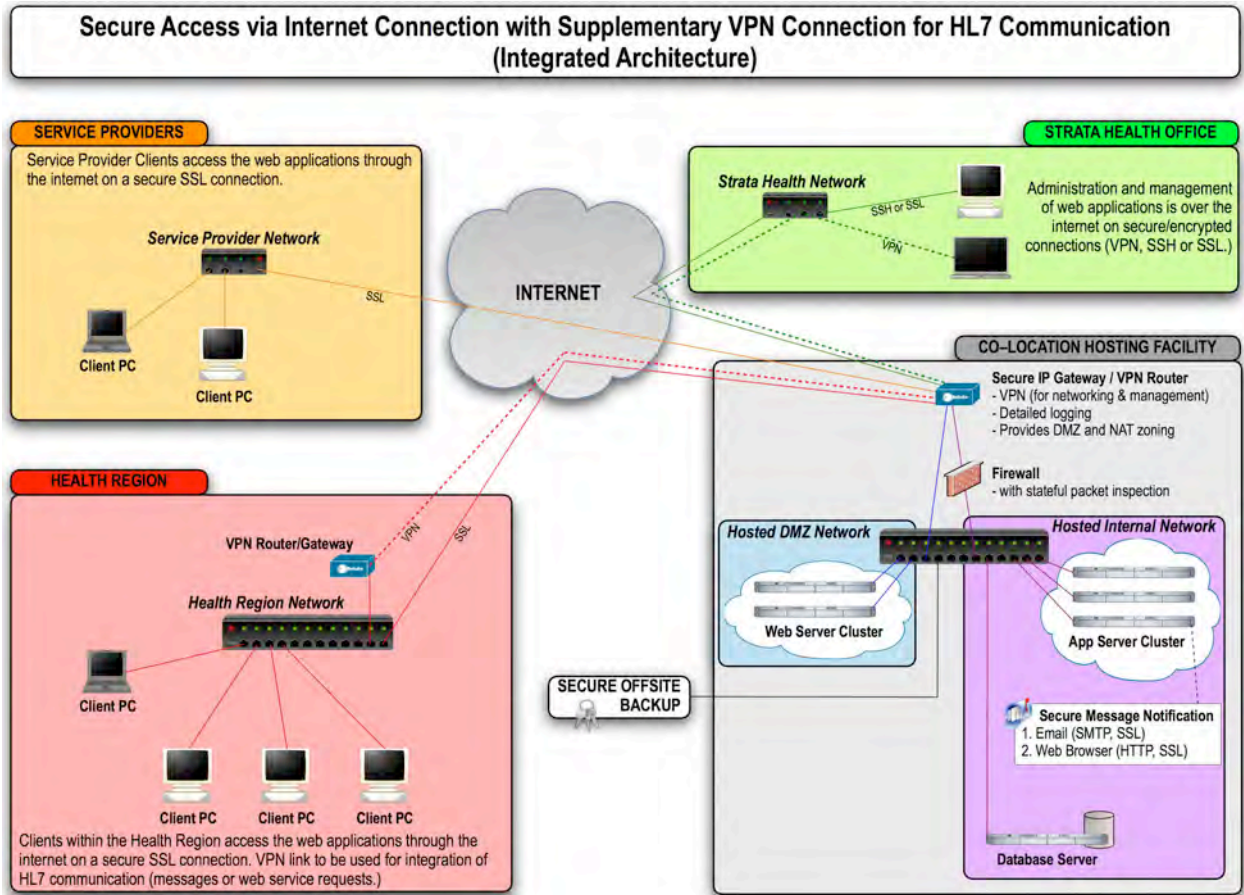 Secure Access via Internet Connection with Supplementary VPN Connection for HL7 Communication
(Integrated Architecture)
SERVICE PROVIDERS
Service Provider Clients access the web applications through
the internet on a secure SSL connection.
Service Provider Network
SSL
Client PC
Client PC
INTERNET
STRATA HEALTH OFFICE
Strata Health Network
SSH or SSL
VPN
Administration and management
of web applications is over the
internet on secure/encrypted
connections (VPN, SSH or SSL.)
HEALTH REGION
VPN
SSL
VPN Router/Gateway
Health Region Network
Client PC
Client PC
Client PC
Client PC
Clients within the Health Region access the web applications through the
internet on a secure SSL connection. VPN link to be used for integration of
HL7 communication (messages or web service requests.)
CO–LOCATION HOSTING FACILITY
Secure IP Gateway / VPN Router
- VPN (for networking & management)
- Detailed logging
- Provides DMZ and NAT zoning
Firewall
- with stateful packet inspection
Hosted DMZ Network
Web Server Cluster
Hosted Internal Network
App Server Cluster
SECURE OFFSITE
BACKUP
Secure Message Notification
1. Email (SMTP, SSL)
2. Web Browser (HTTP, SSL)
Database Server